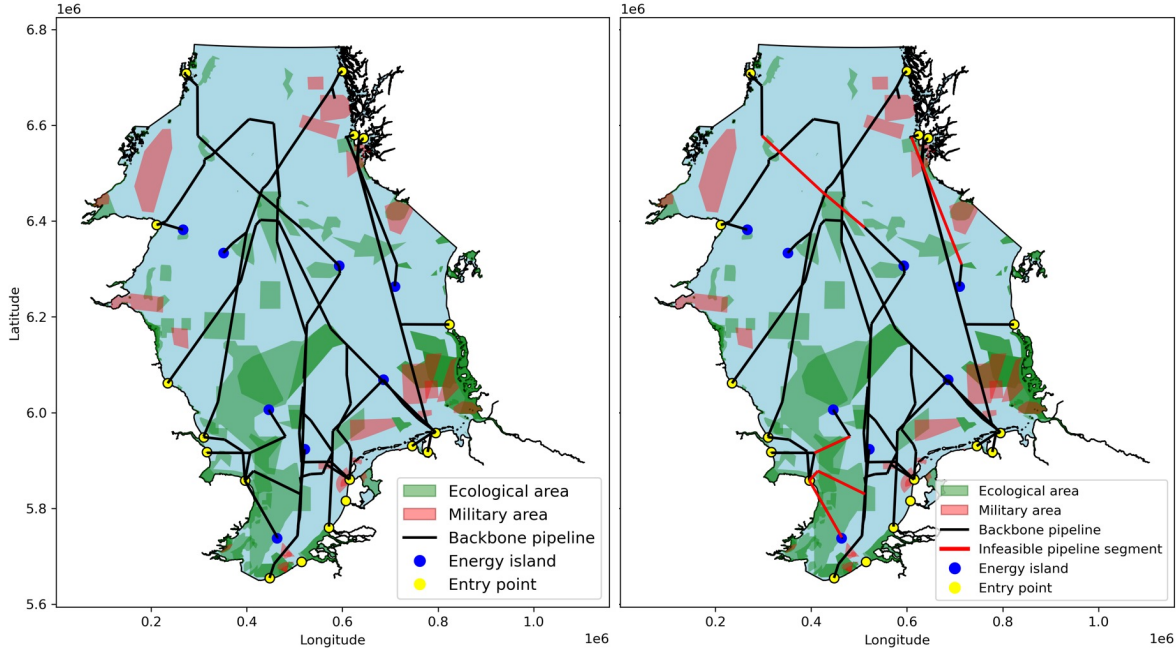 1e6
6.8
6.6
6.4
6.2
6.0
5.8
5.6
Latitude
0.2
0.4
0.6
0.8
1.0
Longitude
1e6
Ecological area
Military area
Backbone pipeline
Energy island
Entry point
1e6
0.2
0.4
0.6
0.8
1.0
Longitude
1e6
Ecological area
Military area
Backbone pipeline
Infeasible pipeline segment
Energy island
Entry point